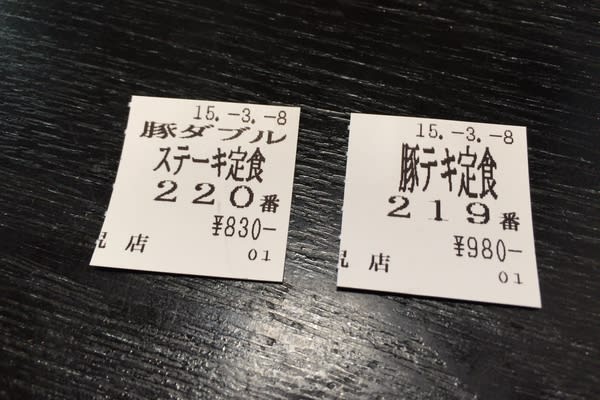 15.-3.-8
豚ダブル
ステーキ定食
220番
¥830-
店
01
15.-3.-8
豚テキ定食
219番
¥980-
店
01